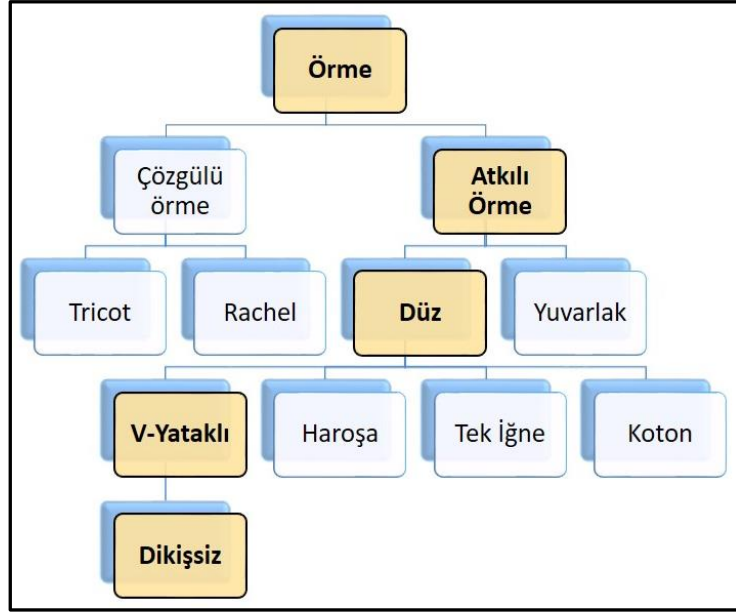 Örme
Çözgülü
örme
Atkılı
Örme
Tricot
Rachel
Düz
Yuvarlak
V-Yataklı
Haroşa
Tek İğne
Koton
Dikişsiz